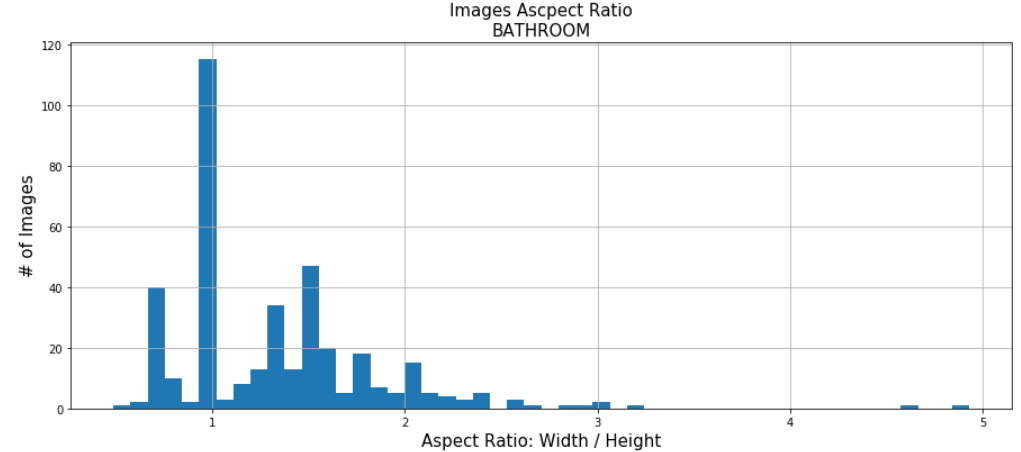 Images Ascpect Ratio
BATHROOM
120
100
80
60
40
20
0
# of Images
1 2 3 4 5
Aspect Ratio: Width / Height